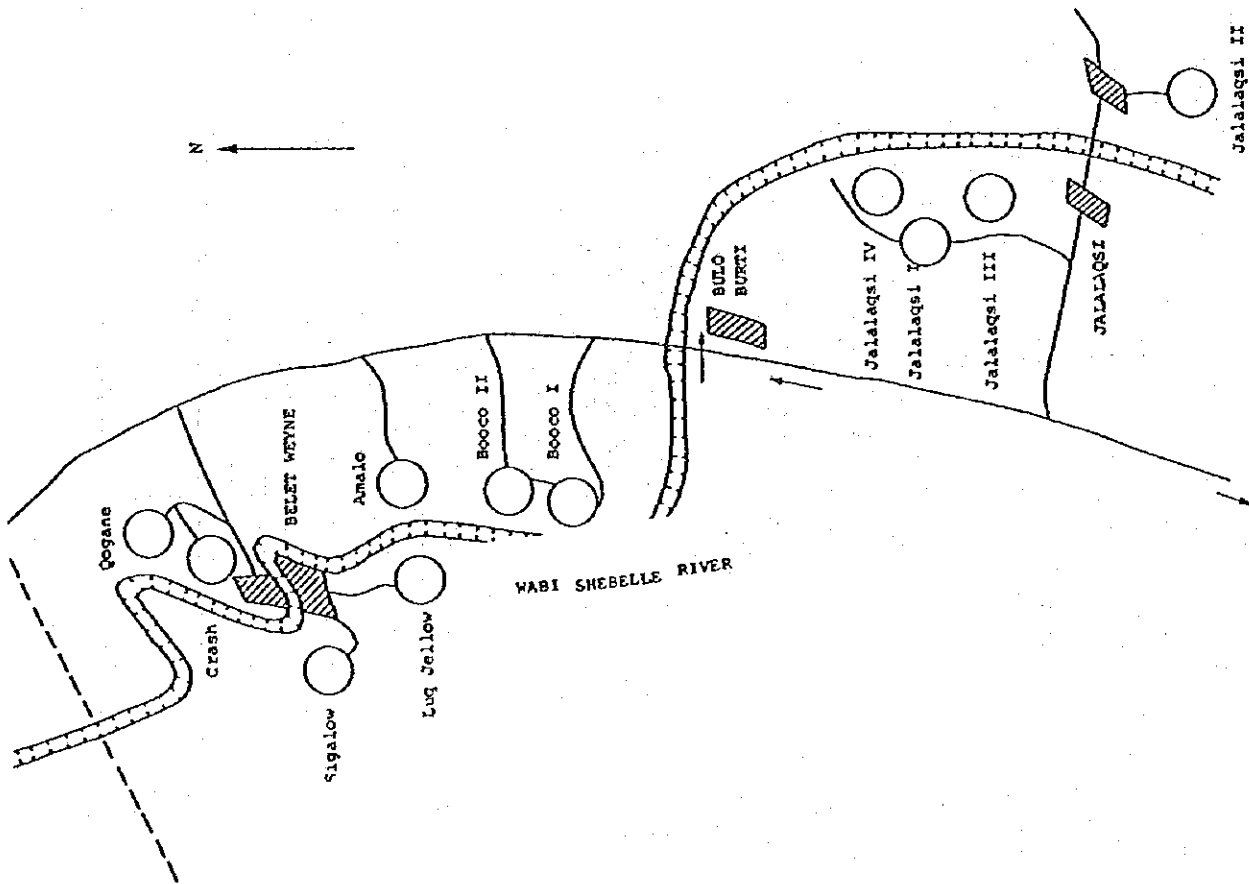 N
Qogane
Crash
BELET WEYNE
Sigalow
Luq Jellow
Amalo
Booco II
Booco I
WABI SHEBELLE RIVER
BULO
BURTI
Jalalaqsi IV
Jalalaqsi I
Jalalaqsi III
JALALAQSI
Jalalaqsi II